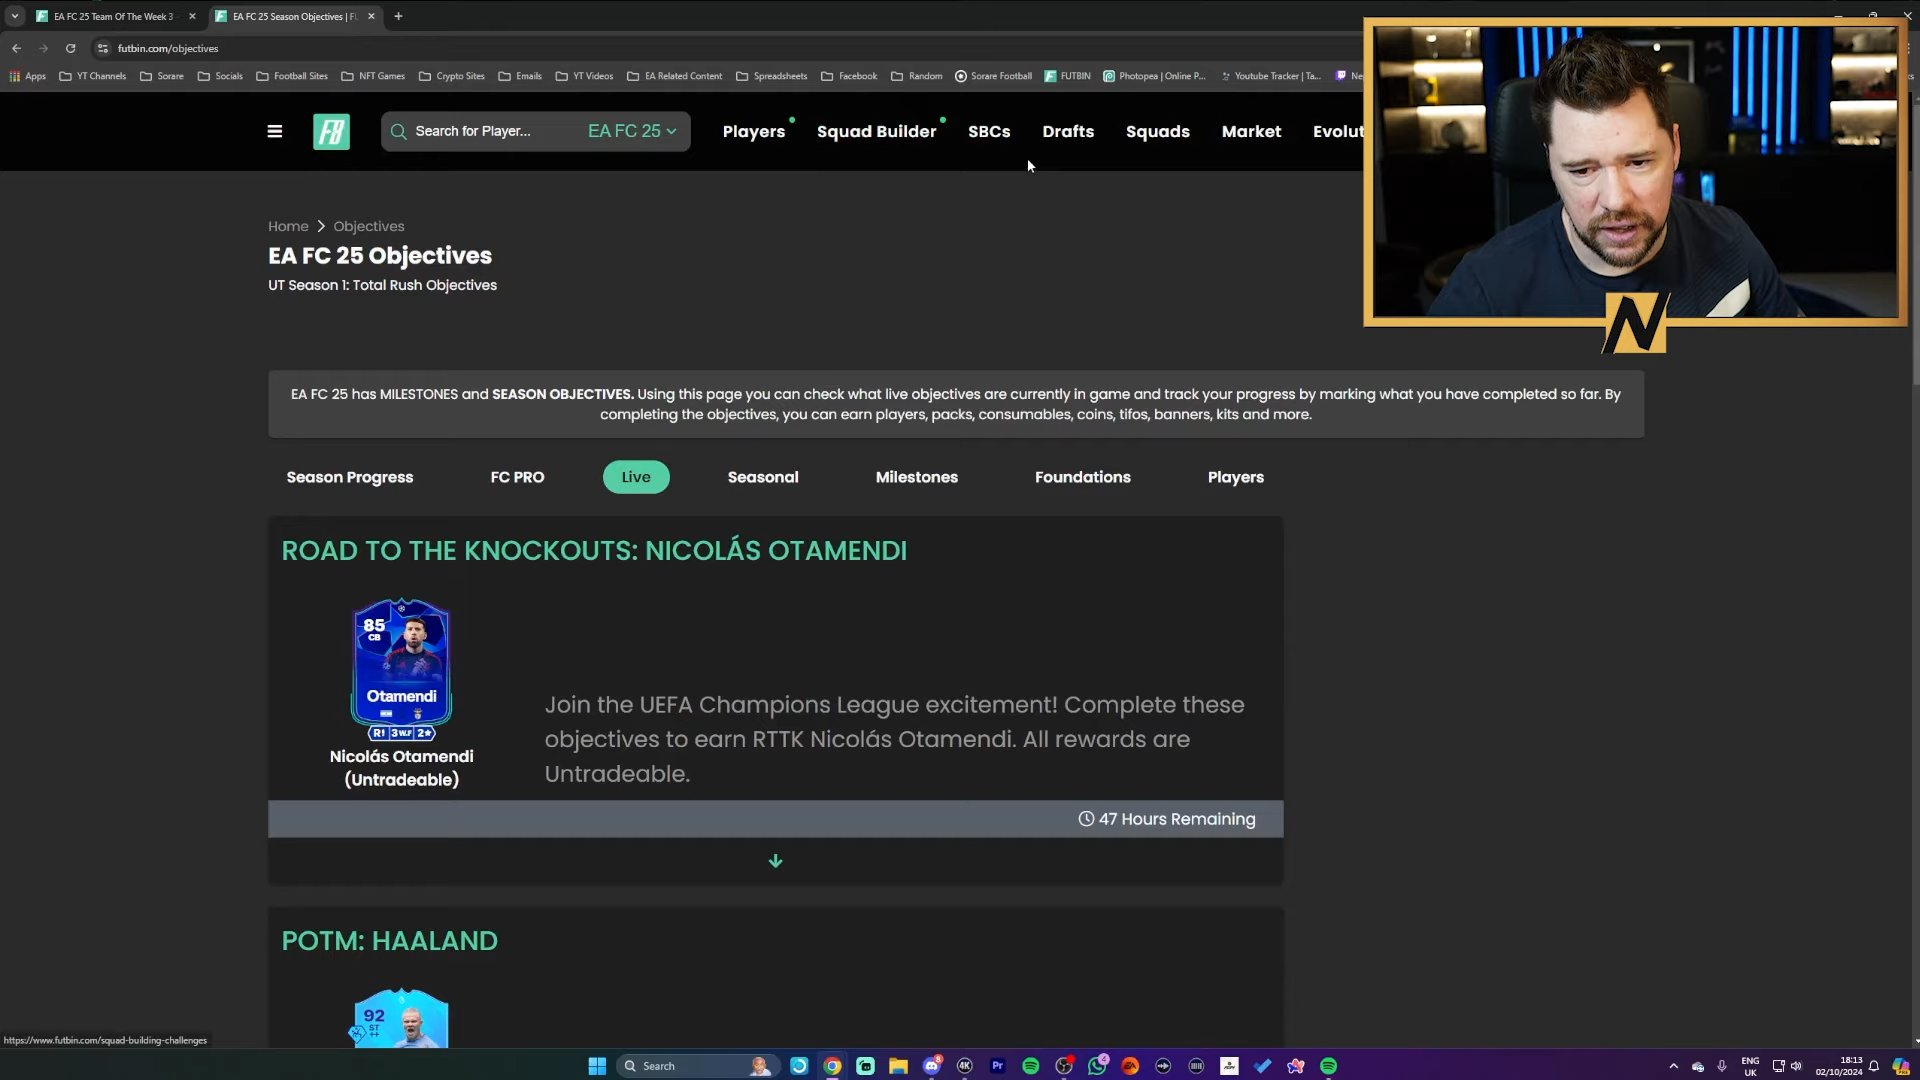 EA FC 25 Team Of The Week 3
EA FC 25 Season Objectives | FU
futbin.com/objectives
Apps YT Channels Sorare Socials Football Sites NFT Games Crypto Sites Emails YT Videos EA Related Content Spreadsheets Facebook Random Sorare Football FUTBIN Photopea | Online P... Youtube Tracker | Ta...
FB Search for Player... EA FC 25 Players Squad Builder SBCs Drafts Squads Market Evolut
N
Home > Objectives
EA FC 25 Objectives
UT Season 1: Total Rush Objectives
EA FC 25 has MILESTONES and SEASON OBJECTIVES. Using this page you can check what live objectives are currently in game and track your progress by marking what you have completed so far. By
completing the objectives, you can earn players, packs, consumables, coins, tifos, banners, kits and more.
Season Progress FC PRO Live Seasonal Milestones Foundations Players
ROAD TO THE KNOCKOUTS: NICOLÁS OTAMENDI
85
CB
Otamendi
R! 3 W.F 2★
Nicolás Otamendi
(Untradeable)
Join the UEFA Champions League excitement! Complete these
objectives to earn RTTK Nicolás Otamendi. All rewards are
Untradeable.
47 Hours Remaining
POTM: HAALAND
92
ST
++
https://www.futbin.com/squad-building-challenges
Search
8
4K
Pr
4
EA
ENG
UK
18:13
02/10/2024